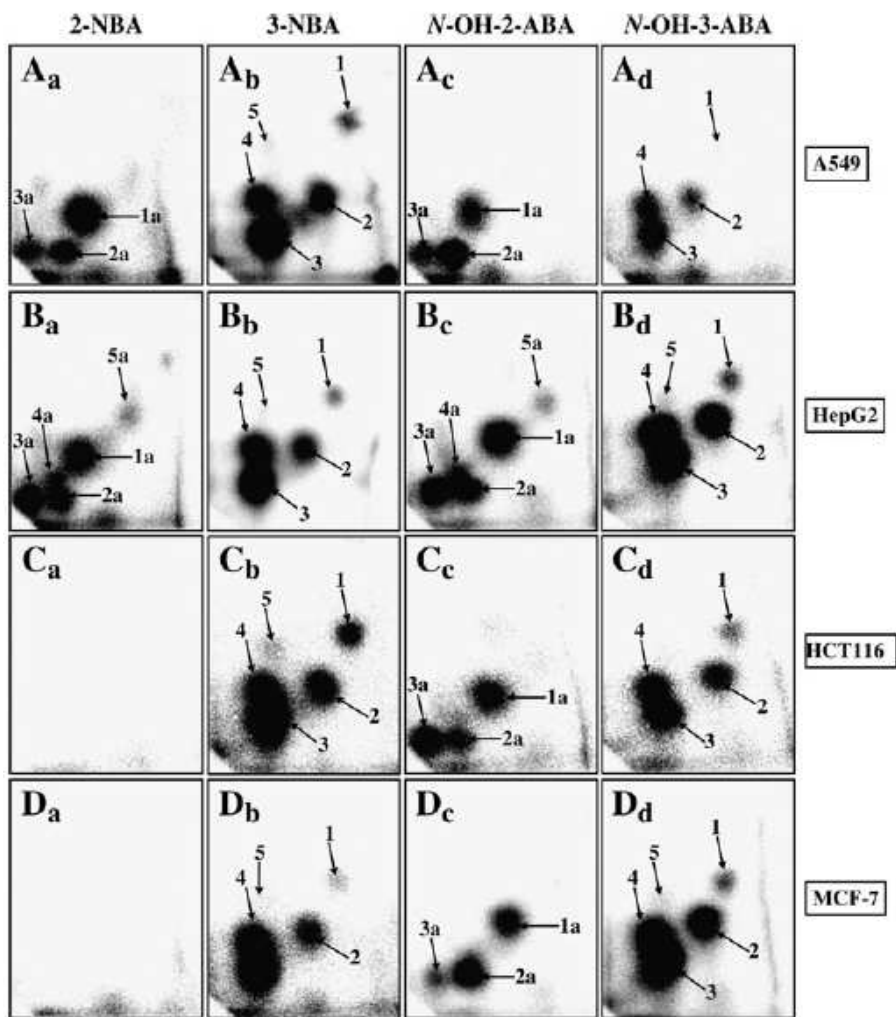 2-NBA 3-NBA N-OH-2-ABA N-OH-3-ABA
Aa Ab Ac Ad
1 5 4 2 3
3a 1a 2a
3a 1a 2a
1 4 2 3
A549
Ba Bb Bc Bd
5a 4a 3a 1a 2a
1 5 4 2 3
5a 4a 3a 1a 2a
1 5 4 2 3
HepG2
Ca Cb Cc Cd
1 5 4 2 3
3a 1a 2a
1 4 2 3
HCT116
Da Db Dc Dd
1 5 4 2
3a 1a 2a
1 5 4 2 3
MCF-7